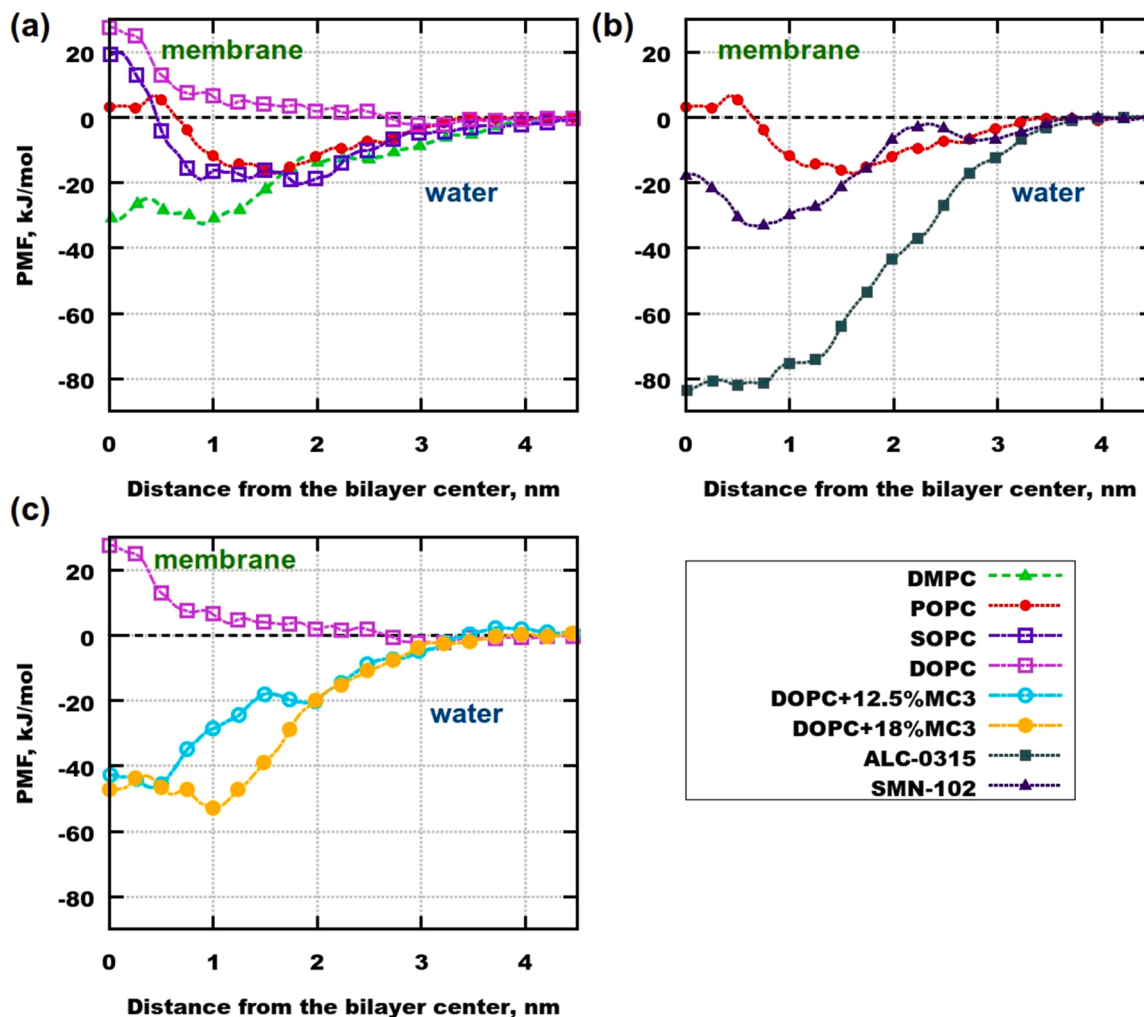 (a)
20
0
-20
-40
-60
-80
PMF, kJ/mol
membrane
water
0 1 2 3 4
Distance from the bilayer center, nm
(b)
20
0
-20
-40
-60
-80
membrane
water
0 1 2 3 4
Distance from the bilayer center, nm
(c)
20
0
-20
-40
-60
-80
PMF, kJ/mol
membrane
water
0 1 2 3 4
Distance from the bilayer center, nm
DMPC
POPC
SOPC
DOPC
DOPC+12.5%MC3
DOPC+18%MC3
ALC-0315
SMN-102